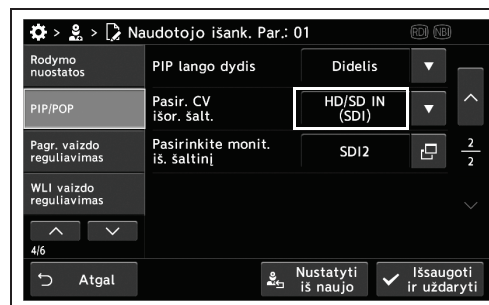 > > Naudotojo išank. Par.: 01 RDI NBI
Rodymo
nuostatos
PIP lango dydis
Didelis
PIP/POP
Pasir. CV
išor. šalt.
HD/SD IN
(SDI)
Pagr. vaizdo
reguliavimas
Pasirinkite monit.
iš. šaltinį
SDI2
2
2
WLI vaizdo
reguliavimas
4/6
Atgal
Nustatyti
iš naujo
Išsaugoti
ir uždaryti